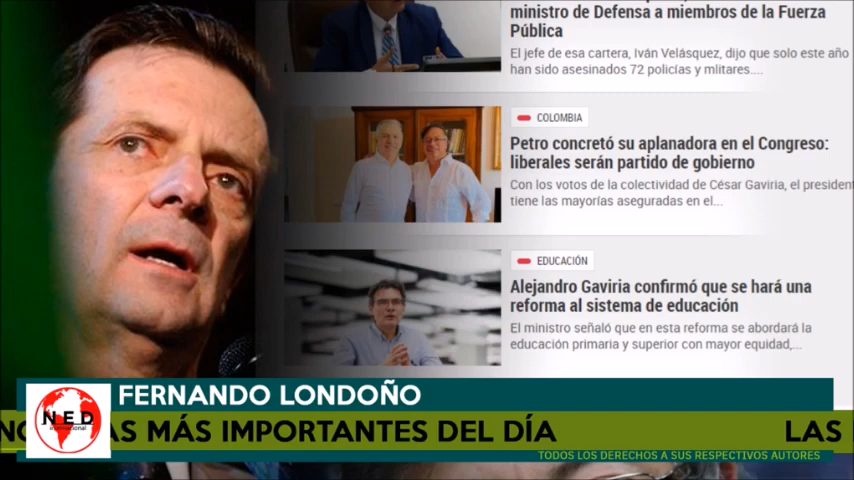 ministro de Defensa a miembros de la Fuerza
Pública
El jefe de esa cartera, Iván Velásquez, dijo que solo este año
han sido asesinados 72 policías y mlitares....
COLOMBIA
Petro concretó su aplanadora en el Congreso:
liberales serán partido de gobierno
Con los votos de la colectividad de César Gaviria, el president
tiene las mayorías aseguradas en el...
EDUCACIÓN
Alejandro Gaviria confirmó que se hará una
reforma al sistema de educación
El ministro señaló que en esta reforma se abordará la
educación primaria y superior con mayor equidad,...
FERNANDO LONDOÑO
NED
international
AS MÁS IMPORTANTES DEL DÍA LAS
TODOS LOS DERECHOS A SUS RESPECTIVOS AUTORES